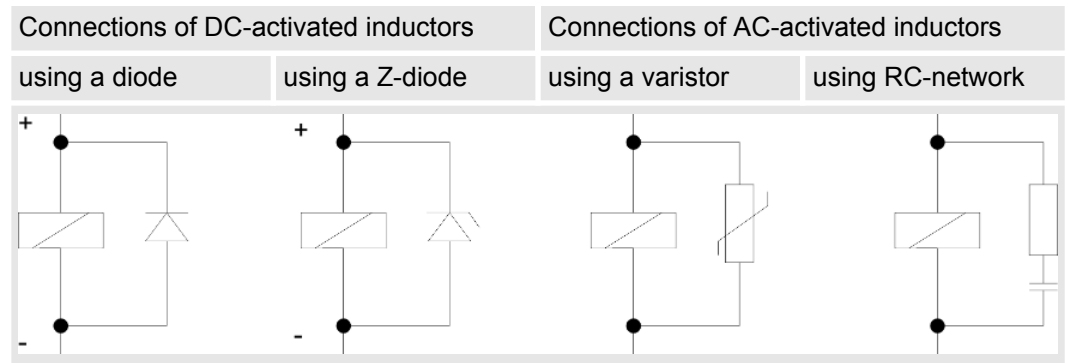 Connections of DC-activated inductors
Connections of AC-activated inductors
using a diode
using a Z-diode
using a varistor
using RC-network
+
+
-
-